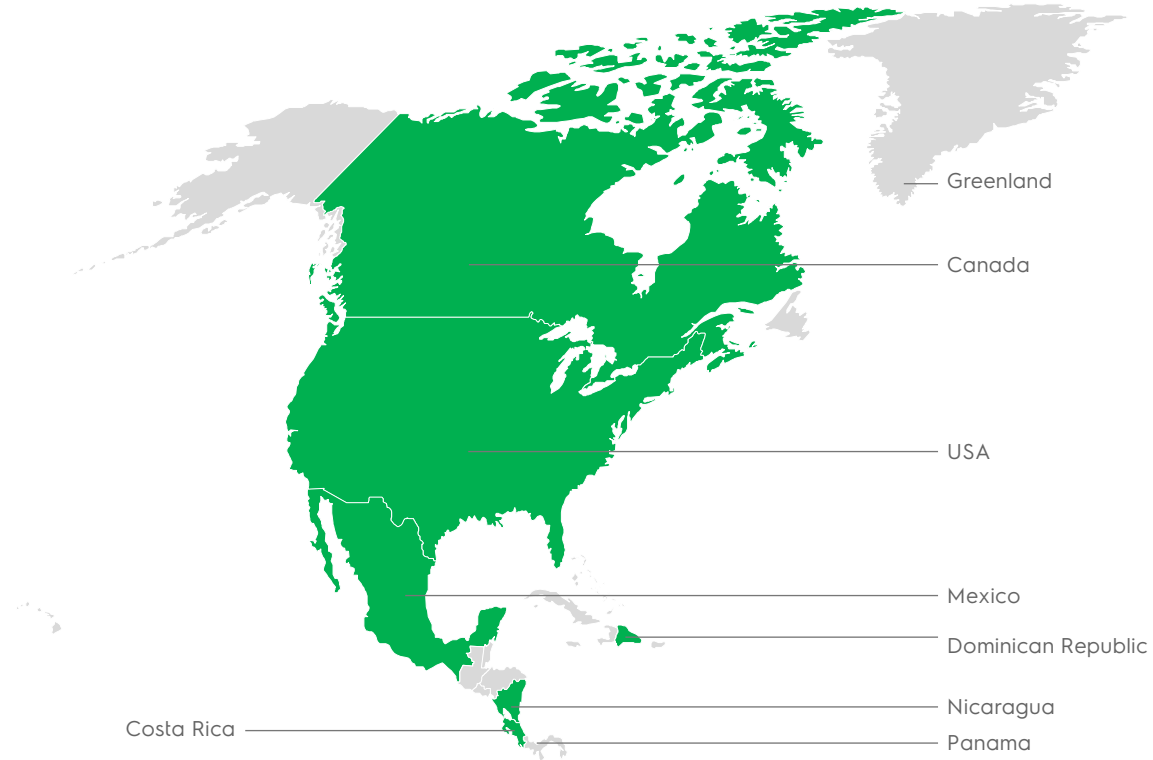 Greenland
Canada
USA
Mexico
Dominican Republic
Nicaragua
Costa Rica
Panama